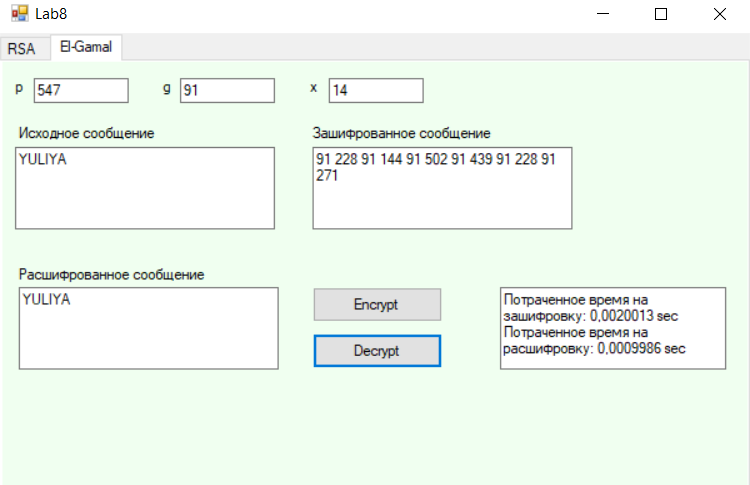 Lab8
RSA
El-Gamal
p 547 g 91 x 14
Исходное сообщение
YULIYA
Зашифрованное сообщение
91 228 91 144 91 502 91 439 91 228 91
271
Расшифрованное сообщение
YULIYA
Encrypt
Decrypt
Потраченное время на
зашифровку: 0,0020013 sec
Потраченное время на
расшифровку: 0,0009986 sec